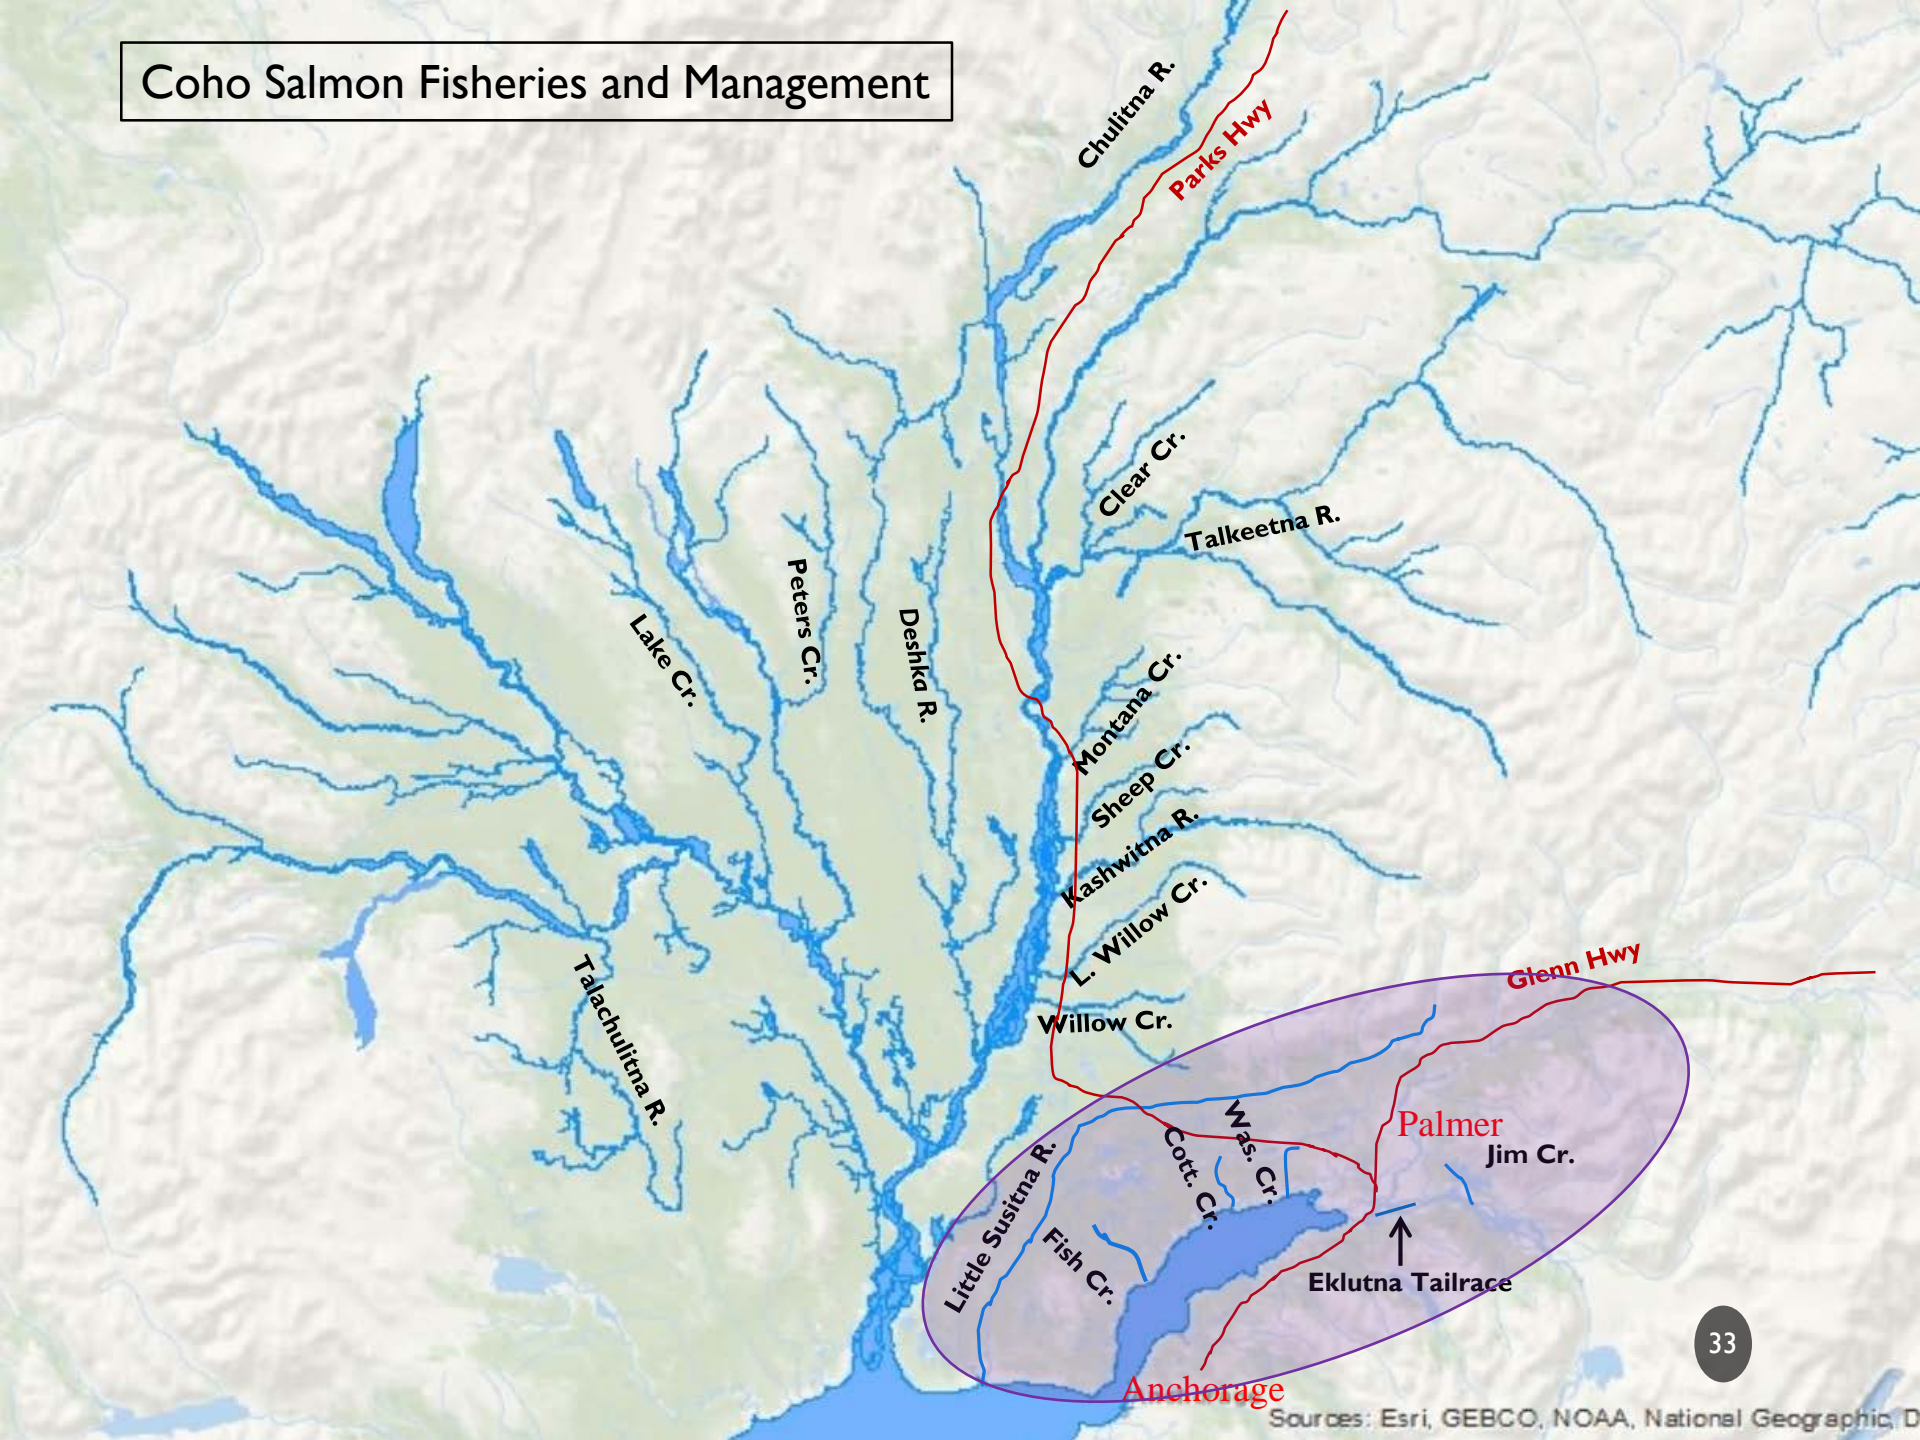 Coho Salmon Fisheries and Management
Chulitna R.
Parks Hwy
Clear Cr.
Talkeetna R.
Peters Cr.
Deshka R.
Lake Cr.
Montana Cr.
Sheep Cr.
Kashwitna R.
L. Willow Cr.
Talachulitna R.
Willow Cr.
Glenn Hwy
Palmer
Jim Cr.
Was. Cr.
Cott. Cr.
Little Susitna R.
Fish Cr.
Eklutna Tailrace
33
Anchorage
Sources: Esri, GEBCO, NOAA, National Geographic, D